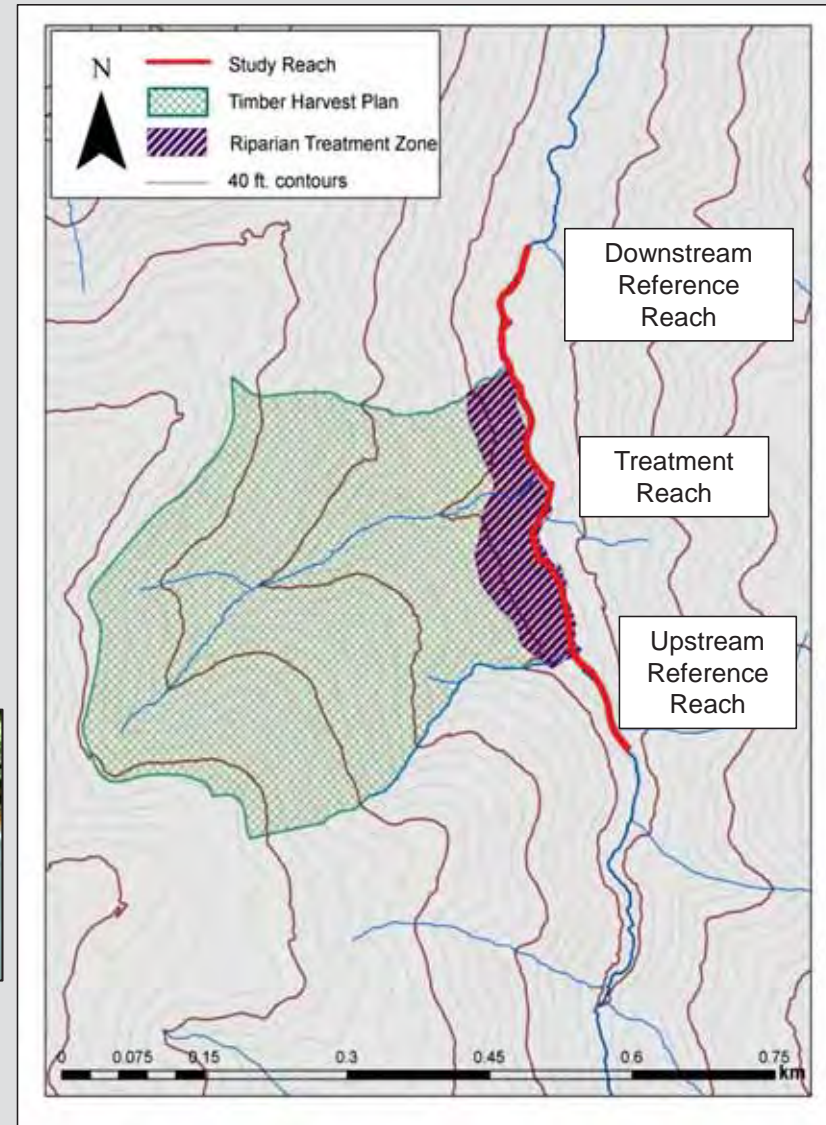 N
Study Reach
Timber Harvest Plan
Riparian Treatment Zone
40 ft. contours
Downstream
Reference
Reach
Treatment
Reach
Upstream
Reference
Reach
0 0.075 0.15 0.3 0.45 0.6 0.75
km